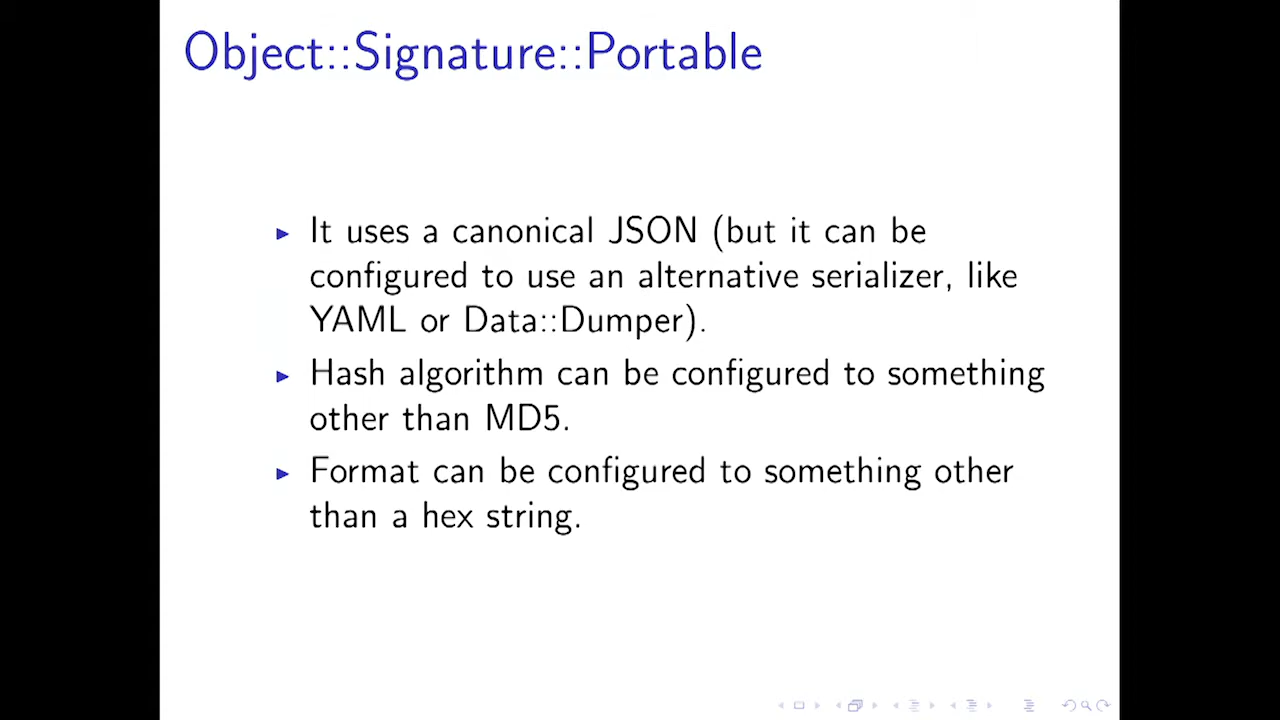 Object::Signature::Portable
It uses a canonical JSON (but it can be
configured to use an alternative serializer, like
YAML or Data::Dumper).
Hash algorithm can be configured to something
other than MD5.
Format can be configured to something other
than a hex string.